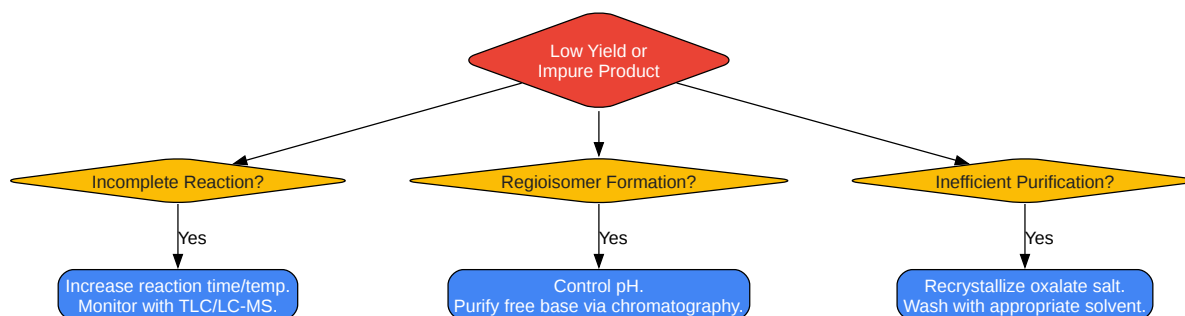 Low Yield or
Impure Product
Incomplete Reaction?
Regioisomer Formation?
Inefficient Purification?
Yes
Yes
Yes
Increase reaction time/temp.
Monitor with TLC/LC-MS.
Control pH.
Purify free base via chromatography.
Recrystallize oxalate salt.
Wash with appropriate solvent.